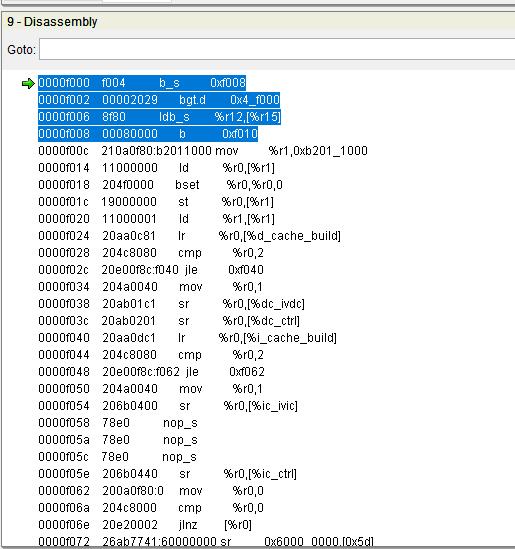 9 - Disassembly
Goto:
0000f000 f004 b_s 0xf008
0000f002 00002029 bgt.d 0x4_f000
0000f006 8f80 ldb_s %r12,[%r15]
0000f008 00080000 b 0xf010
0000f00c 210a0f80:b2011000 mov %r1,0xb201_1000
0000f014 11000000 ld %r0,[%r1]
0000f018 204f0000 bset %r0,%r0,0
0000f01c 19000000 st %r0,[%r1]
0000f020 11000001 ld %r1,[%r1]
0000f024 20aa0c81 lr %r0,[%d_cache_build]
0000f028 204c8080 cmp %r0,2
0000f02c 20e00f8c:f040 jle 0xf040
0000f034 204a0040 mov %r0,1
0000f038 20ab01c1 sr %r0,[%dc_ivdc]
0000f03c 20ab0201 sr %r0,[%dc_ctrl]
0000f040 20aa0dc1 lr %r0,[%i_cache_build]
0000f044 204c8080 cmp %r0,2
0000f048 20e00f8c:f062 jle 0xf062
0000f050 204a0040 mov %r0,1
0000f054 206b0400 sr %r0,[%ic_ivic]
0000f058 78e0 nop_s
0000f05a 78e0 nop_s
0000f05c 78e0 nop_s
0000f05e 206b0440 sr %r0,[%ic_ctrl]
0000f062 200a0f80:0 mov %r0,0
0000f06a 204c8000 cmp %r0,0
0000f06e 20e20002 jlnz [%r0]
0000f072 26ab7741:60000000 sr 0x6000_0000,[0x5d]